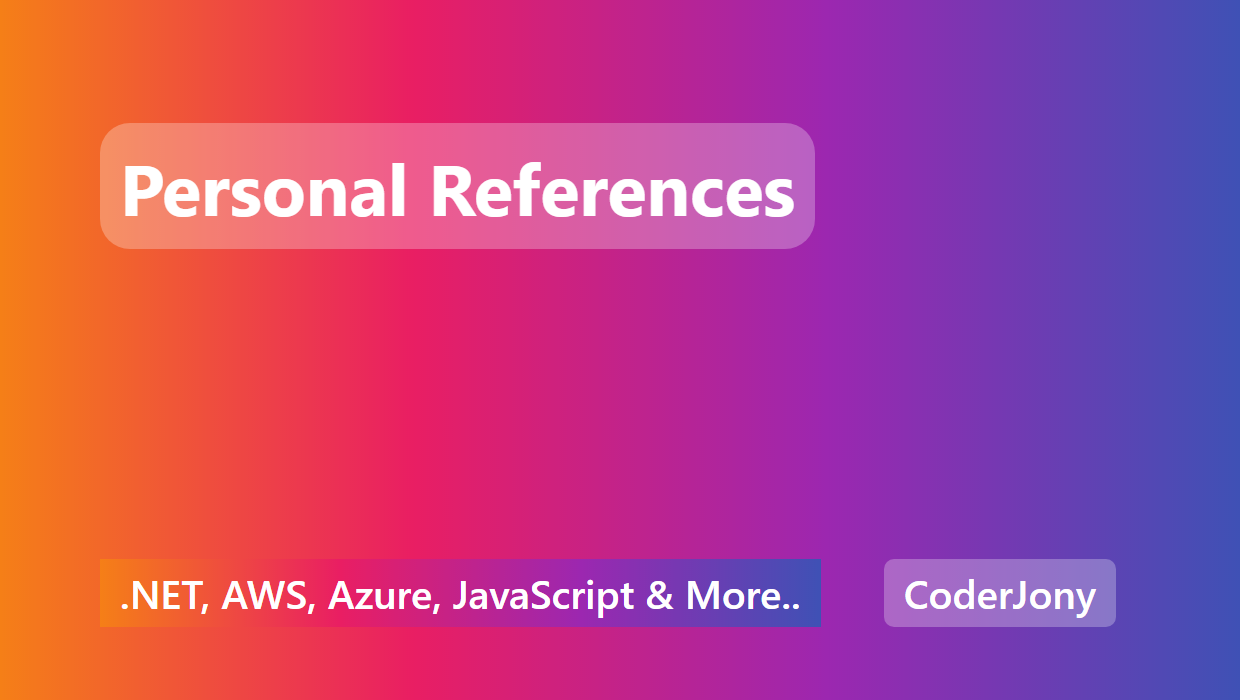 Personal References
.NET, AWS, Azure, JavaScript & More..
CoderJony